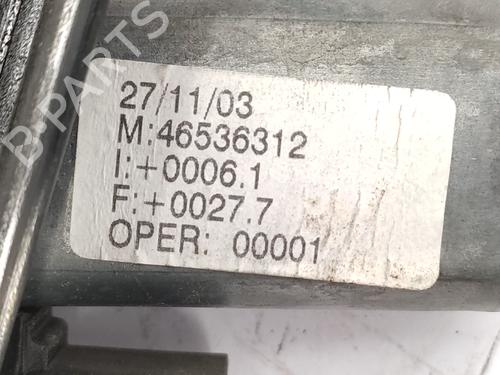 27/11/03
M:46536312
I:+0006.1
F:+0027.7
OPER: 00001
B-PARTS